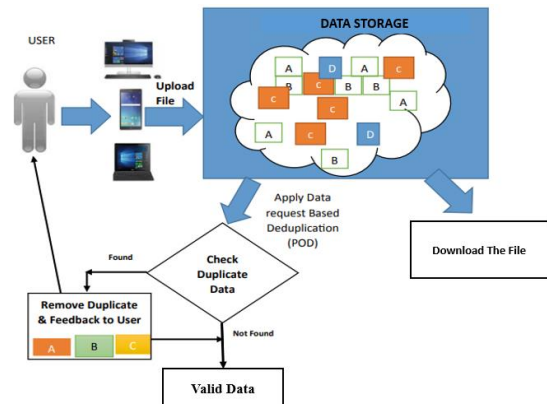 USER
DATA STORAGE
Upload
File
A
D
A
c
B
c
B
B
c
A
c
A
c
D
B
Apply Data
request Based
Deduplication
(POD)
Download The File
Found
Check
Duplicate
Data
Remove Duplicate
& Feedback to User
A
B
C
Not Found
Valid Data